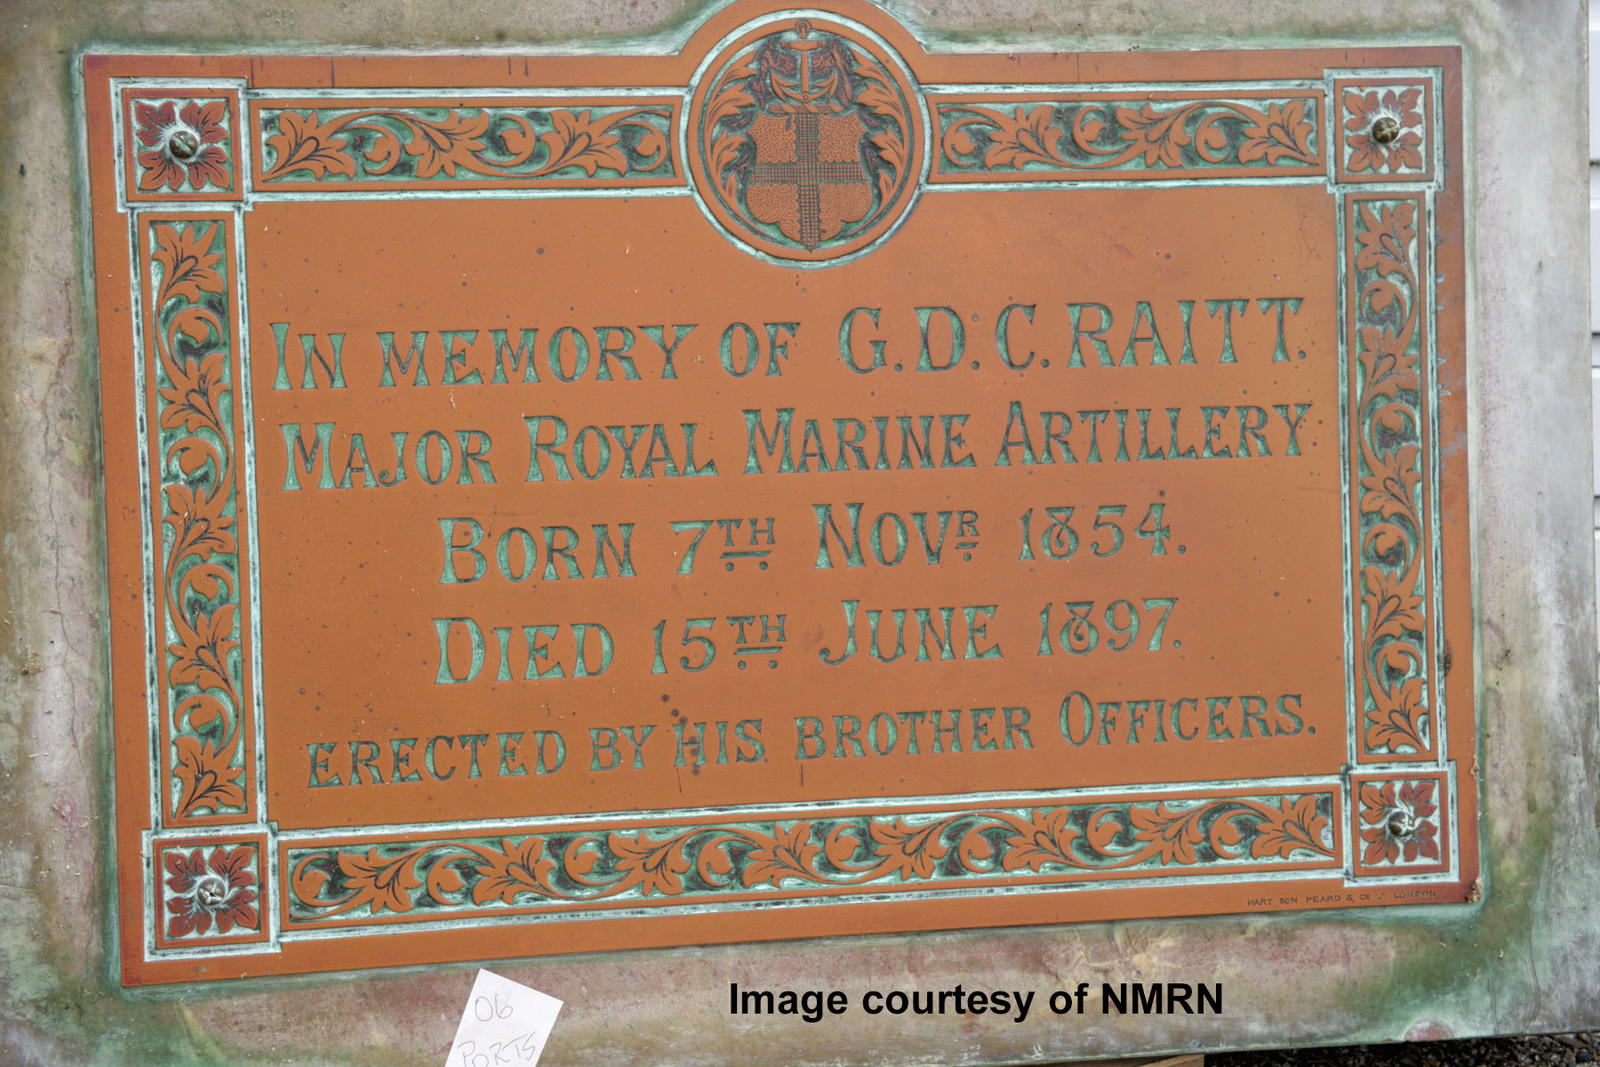 IN MEMORY OF G.D.C.RAITT.
MAJOR ROYAL MARINE ARTILLERY
BORN 7TH NOVR 1854.
DIED 15TH JUNE 1897.
ERECTED BY HIS BROTHER OFFICERS.
HART SON PEARD & Co Ld LONDON
Image courtesy of NMRN
06
PORTS